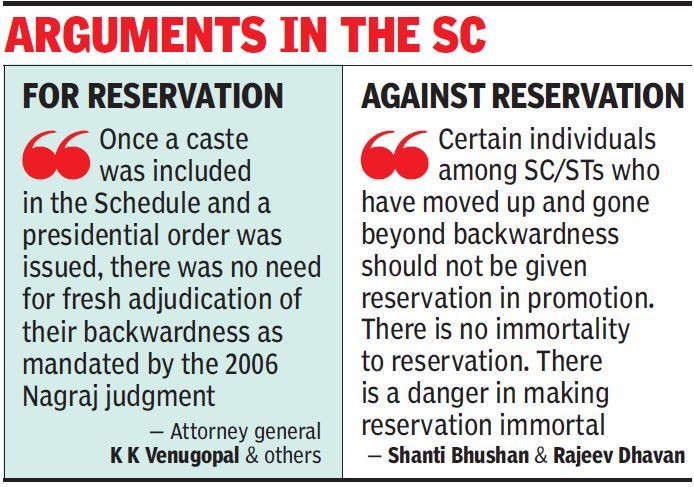 ARGUMENTS IN THE SC
FOR RESERVATION
Once a caste
was included
in the Schedule and a
presidential order was
issued, there was no need
for fresh adjudication of
their backwardness as
mandated by the 2006
Nagraj judgment
— Attorney general
K K Venugopal & others
AGAINST RESERVATION
Certain individuals
among SC/STs who
have moved up and gone
beyond backwardness
should not be given
reservation in promotion.
There is no immortality
to reservation. There
is a danger in making
reservation immortal
— Shanti Bhushan & Rajeev Dhavan